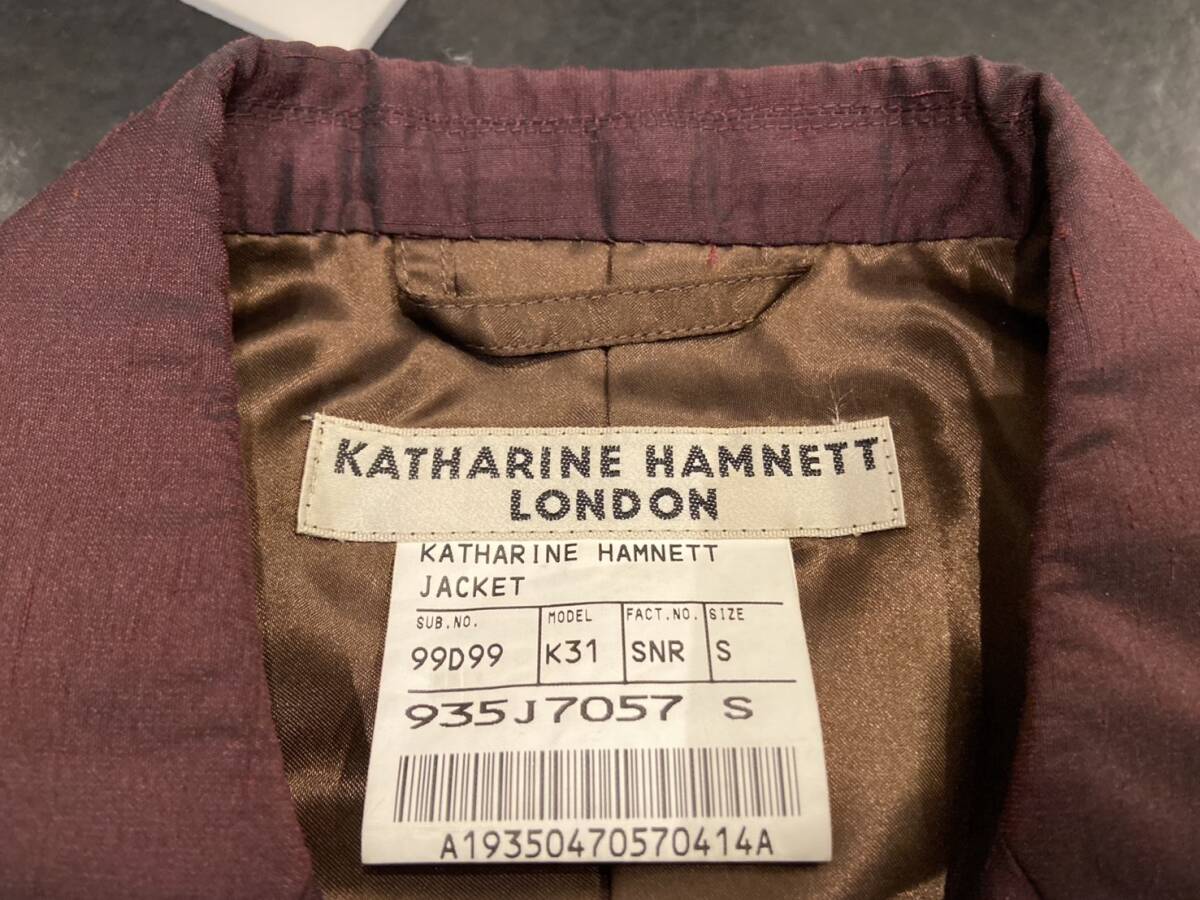 KATHARINE HAMNETT
LONDON
KATHARINE HAMNETT
JACKET
SUB.NO. MODEL FACT.NO. SIZE
99D99 K31 SNR S
935J7057 S
A19350470570414A